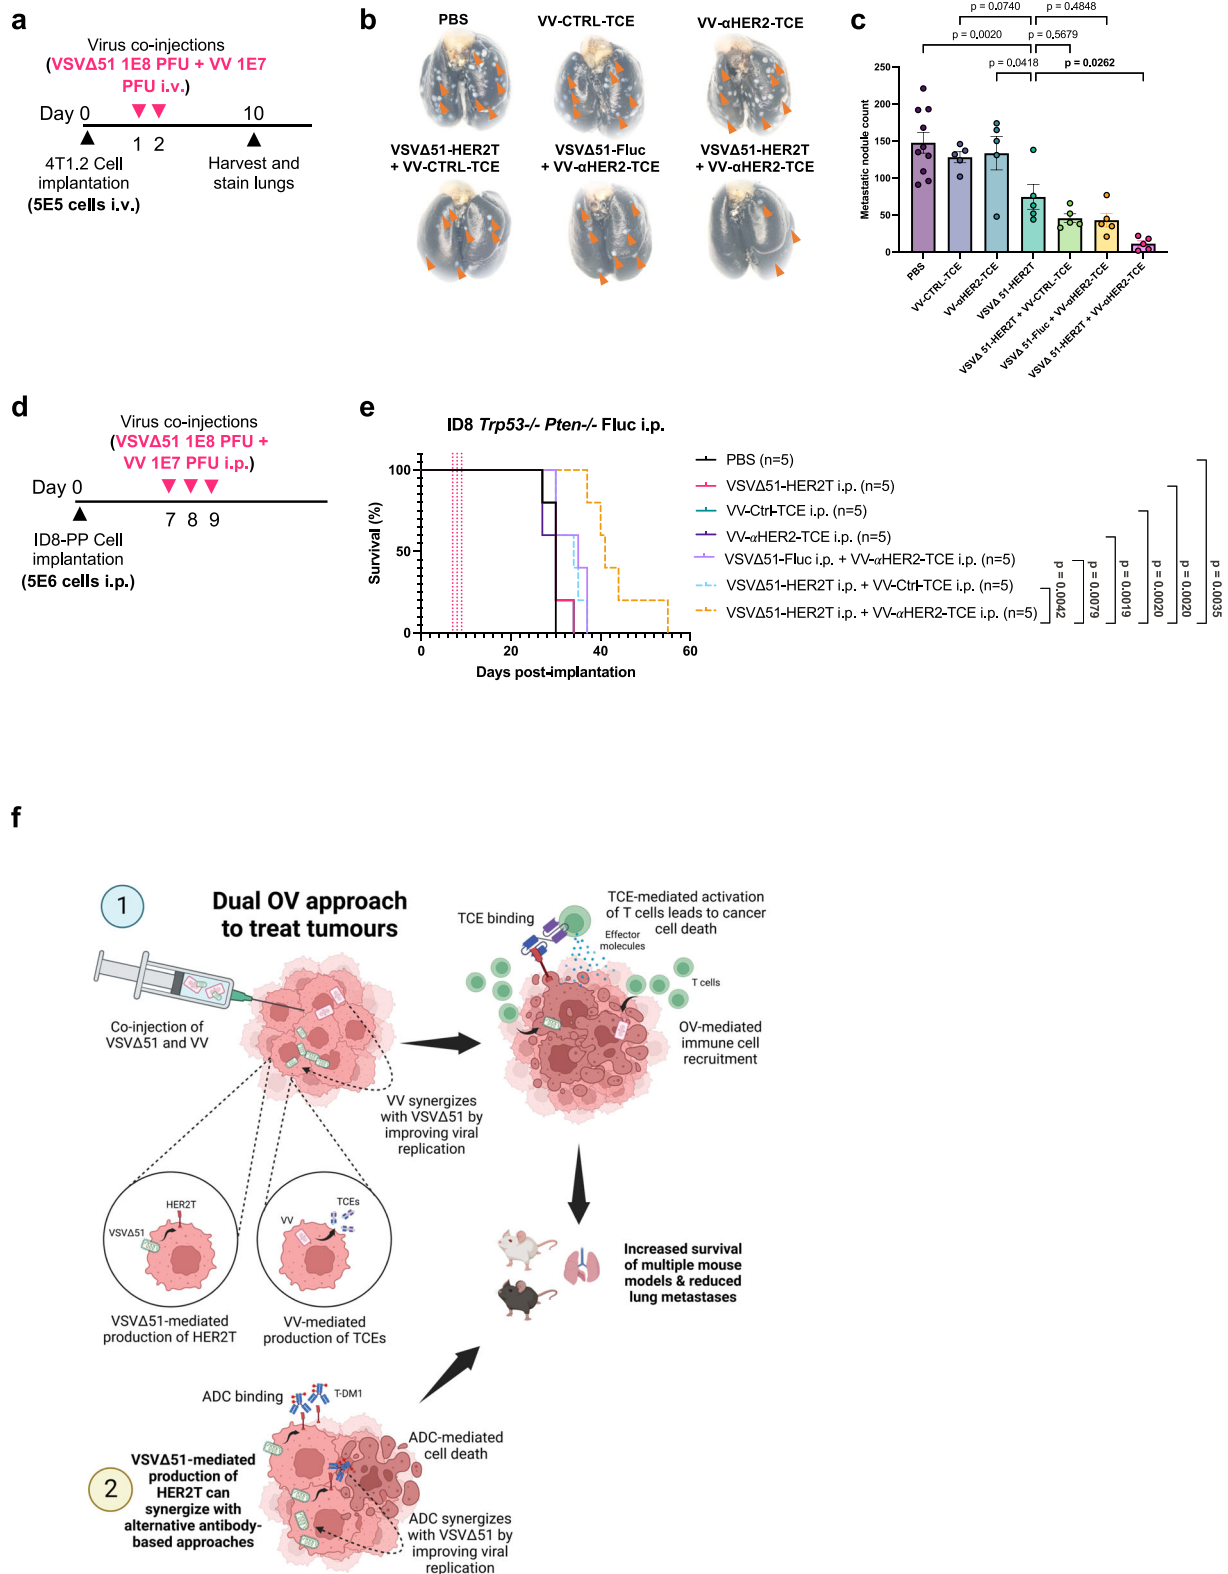 a
Virus co-injections
(VSVΔ51 1E8 PFU + VV 1E7
PFU i.v.)
Day 0
1
2
10
4T1.2 Cell
implantation
(5E5 cells i.v.)
Harvest and
stain lungs
b
PBS
VV-CTRL-TCE
VV-αHER2-TCE
VSVΔ51-HER2T
+ VV-CTRL-TCE
VSVΔ51-Fluc
+ VV-αHER2-TCE
VSVΔ51-HER2T
+ VV-αHER2-TCE
c
p = 0.0740
p = 0.4848
p = 0.0020
p = 0.5679
p = 0.0418
p = 0.0262
Metastatic nodule count
250
200
150
100
50
0
PBS
VV-CTRL-TCE
VV-αHER2-TCE
VSVΔ 51-HER2T
VSVΔ 51-HER2T + VV-CTRL-TCE
VSVΔ 51-Fluc + VV-αHER2-TCE
VSVΔ 51-HER2T + VV-αHER2-TCE
d
Virus co-injections
(VSVΔ51 1E8 PFU +
VV 1E7 PFU i.p.)
Day 0
7
8
9
ID8-PP Cell
implantation
(5E6 cells i.p.)
e
ID8 Trp53-/- Pten-/- Fluc i.p.
Survival (%)
100
50
0
0
20
40
60
Days post-implantation
PBS (n=5)
VSVΔ51-HER2T i.p. (n=5)
VV-Ctrl-TCE i.p. (n=5)
VV-αHER2-TCE i.p. (n=5)
VSVΔ51-Fluc i.p. + VV-αHER2-TCE i.p. (n=5)
VSVΔ51-HER2T i.p. + VV-Ctrl-TCE i.p. (n=5)
VSVΔ51-HER2T i.p. + VV-αHER2-TCE i.p. (n=5)
p = 0.0042
p = 0.0079
p = 0.0019
p = 0.0020
p = 0.0020
p = 0.0035
f
1
Dual OV approach
to treat tumours
Co-injection of
VSVΔ51 and VV
VV synergizes
with VSVΔ51 by
improving viral
replication
TCE binding
TCE-mediated activation
of T cells leads to cancer
cell death
Effector
molecules
T cells
OV-mediated
immune cell
recruitment
HER2T
VSVΔ51
VSVΔ51-mediated
production of HER2T
TCEs
VV
VV-mediated
production of TCEs
Increased survival
of multiple mouse
models & reduced
lung metastases
ADC binding
T-DM1
ADC-mediated
cell death
2
VSVΔ51-mediated
production of
HER2T can
synergize with
alternative antibody-
based approaches
ADC synergizes
with VSVΔ51 by
improving viral
replication